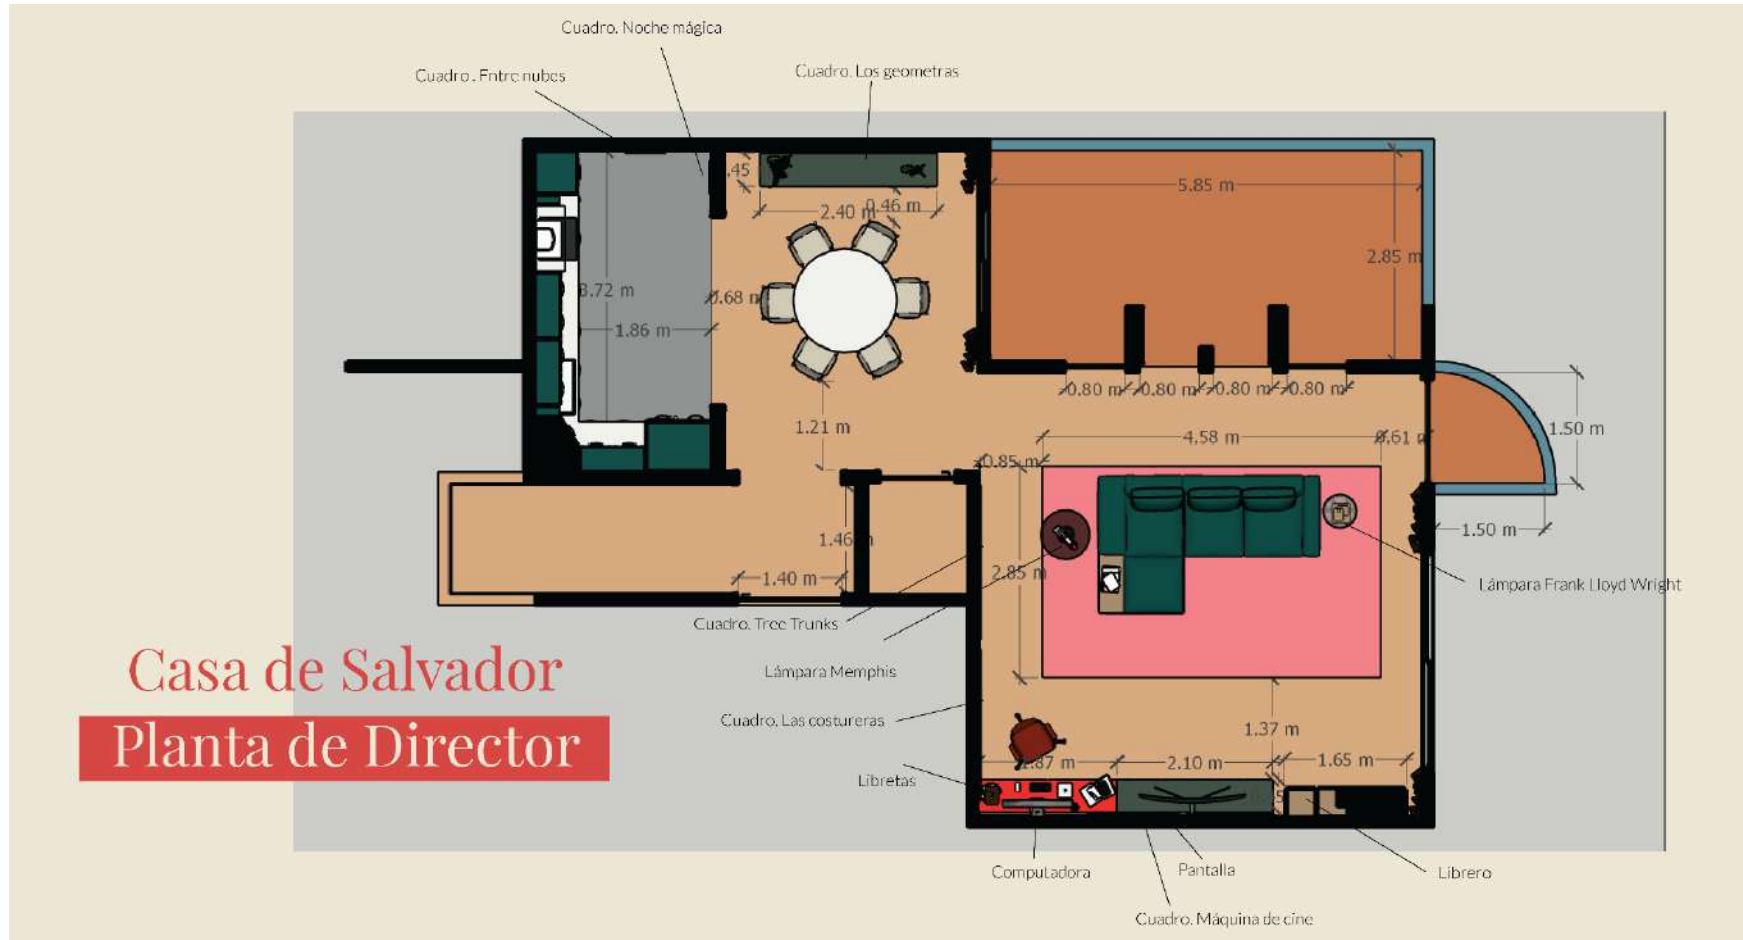 Cuadro. Noche mágica
Cuadro . Entre nubes
Cuadro. Los geometras
,45
2.40 m
0.46 m
5.85 m
2.85 m
3.72 m
0.68 m
1.86 m
0.80 m
0.80 m
0.80 m
0.80 m
1.21 m
4,58 m
0,61
1.50 m
0.85 m
1.46 m
2.85 m
1.50 m
1.40 m
Lámpara Frank Lloyd Wright
Cuadro. Tree Trunks
Casa de Salvador
Lámpara Memphis
Cuadro. Las costureras
Planta de Director
1.37 m
2.10 m
1.65 m
Libretas
Computadora
Pantalla
Librero
Cuadro. Máquina de cine